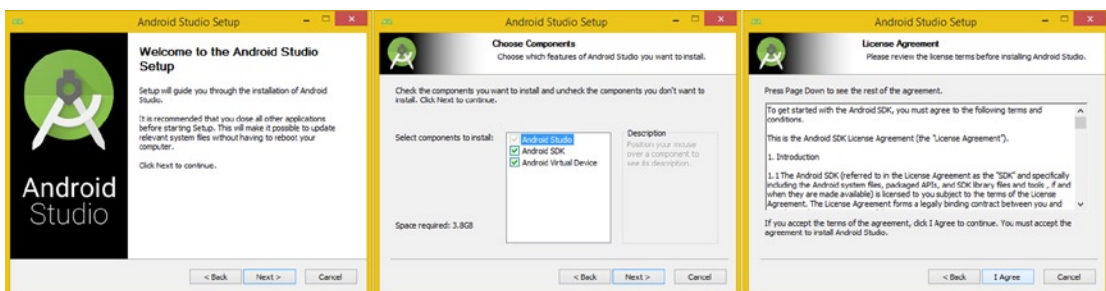 Android Studio Setup
Welcome to the Android Studio
Setup
Setup will guide you through the installation of Android
Studio.
It is recommended that you close all other applications
before starting Setup. This will make it possible to update
relevant system files without having to reboot your
computer.
Click Next to continue.
Android
Studio
< Back
Next >
Cancel
Android Studio Setup
Choose Components
Choose which features of Android Studio you want to install.
Check the components you want to install and uncheck the components you don't want to
install. Click Next to continue.
Select components to install:
Android Studio
Android SDK
Android Virtual Device
Description
Position your mouse
over a component to
see its description.
Space required: 3.8GB
< Back
Next >
Cancel
Android Studio Setup
License Agreement
Please review the license terms before installing Android Studio.
Press Page Down to see the rest of the agreement.
To get started with the Android SDK, you must agree to the following terms and
conditions.
This is the Android SDK License Agreement (the "License Agreement").
1. Introduction
1.1 The Android SDK (referred to in the License Agreement as the "SDK" and specifically
including the Android system files, packaged APIs, and SDK library files and tools , if and
when they are made available) is licensed to you subject to the terms of the License
Agreement. The License Agreement forms a legally binding contract between you and
If you accept the terms of the agreement, click I Agree to continue. You must accept the
agreement to install Android Studio.
< Back
I Agree
Cancel